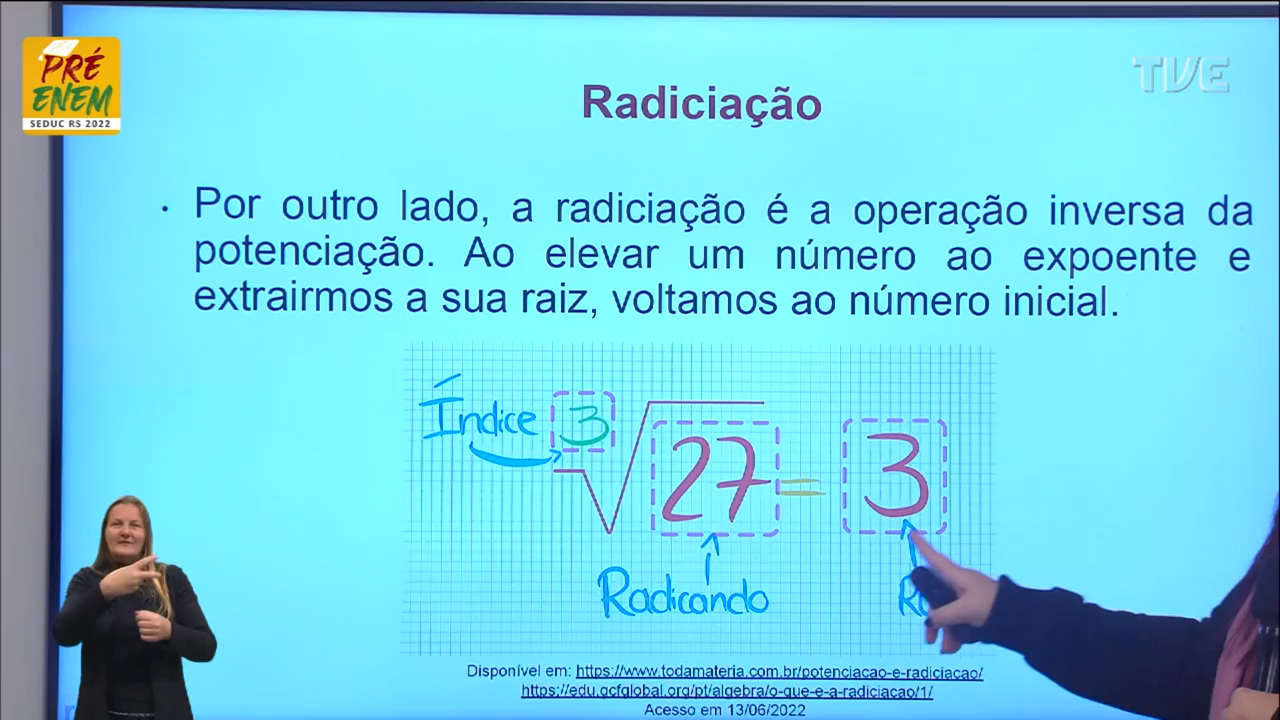 PRÉ
ENEM
SEDUC RS 2022
TVE
Radiciação
• Por outro lado, a radiciação é a operação inversa da
potenciação. Ao elevar um número ao expoente e
extrairmos a sua raiz, voltamos ao número inicial.
Índice 3 √27 = 3
Radicando
Disponível em: https://www.todamateria.com.br/potenciacao-e-radiciacao/
https://edu.gcfglobal.org/pt/algebra/o-que-e-a-radiciacao/1/
Acesso em 13/06/2022